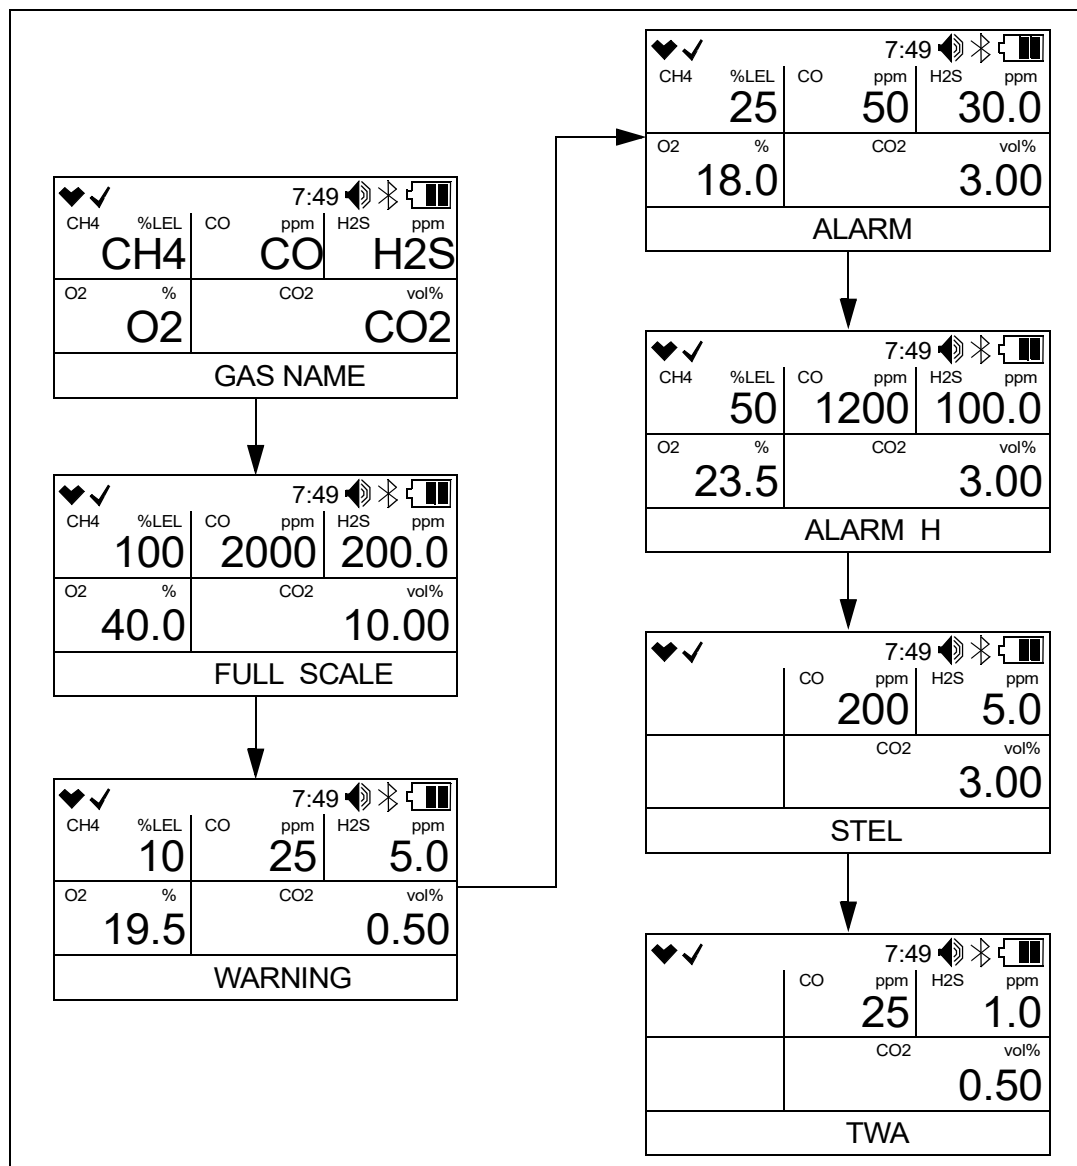 7:49
CH4 %LEL CO ppm H2S ppm
CH4 CO H2S
O2 % CO2 vol%
O2 CO2
GAS NAME
7:49
CH4 %LEL CO ppm H2S ppm
100 2000 200.0
O2 % CO2 vol%
40.0 10.00
FULL SCALE
7:49
CH4 %LEL CO ppm H2S ppm
10 25 5.0
O2 % CO2 vol%
19.5 0.50
WARNING
7:49
CH4 %LEL CO ppm H2S ppm
25 50 30.0
O2 % CO2 vol%
18.0 3.00
ALARM
7:49
CH4 %LEL CO ppm H2S ppm
50 1200 100.0
O2 % CO2 vol%
23.5 3.00
ALARM H
7:49
CO ppm H2S ppm
200 5.0
CO2 vol%
3.00
STEL
7:49
CO ppm H2S ppm
25 1.0
CO2 vol%
0.50
TWA